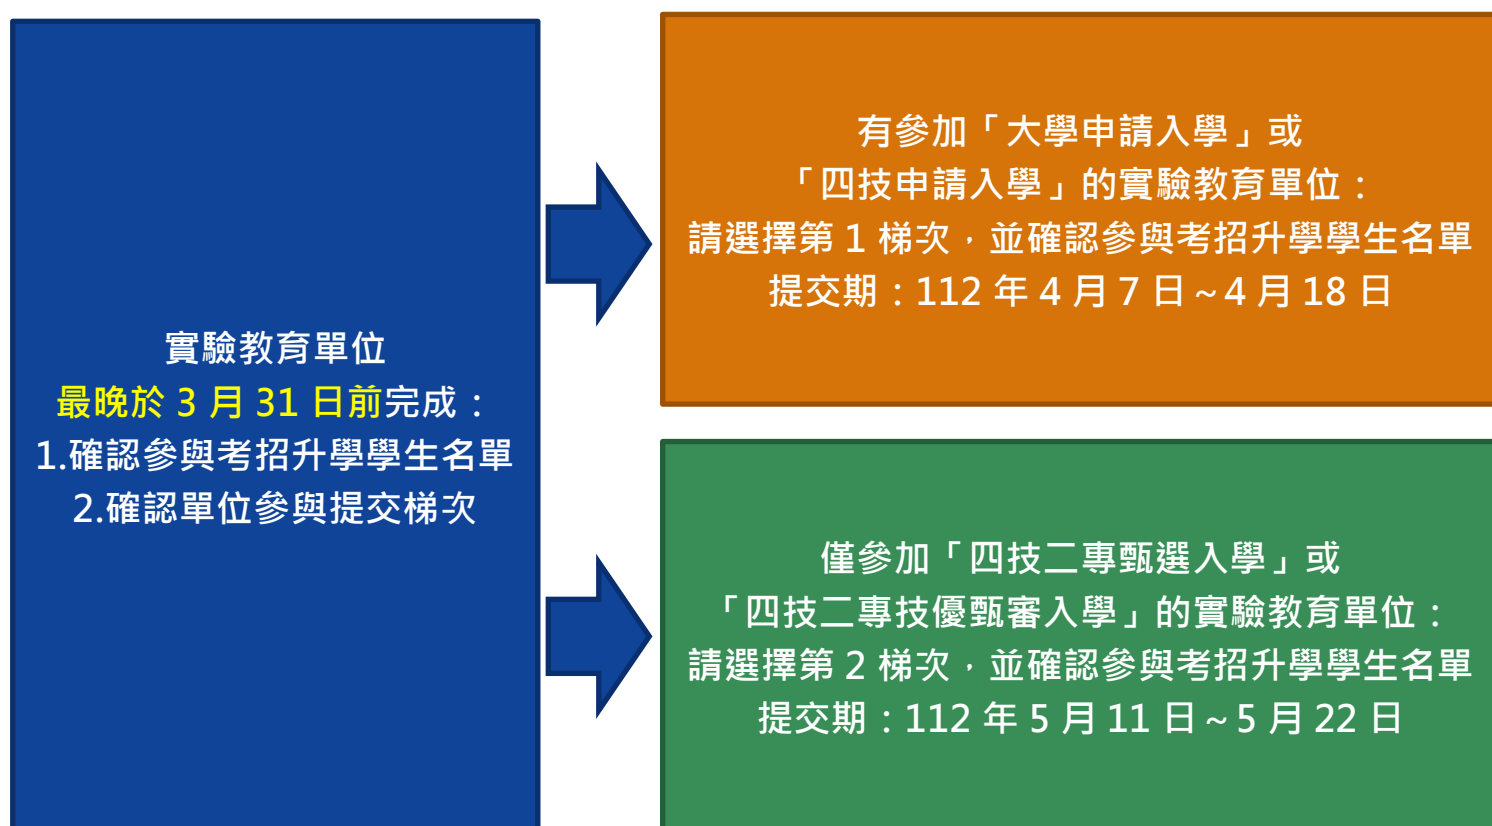 實驗教育單位
最晚於 3 月 31 日前完成：
1.確認參與考招升學學生名單
2.確認單位參與提交梯次
有參加「大學申請入學」或
「四技申請入學」的實驗教育單位：
請選擇第 1 梯次，並確認參與考招升學學生名單
提交期：112 年 4 月 7 日～4 月 18 日
僅參加「四技二專甄選入學」或
「四技二專技優甄審入學」的實驗教育單位：
請選擇第 2 梯次，並確認參與考招升學學生名單
提交期：112 年 5 月 11 日～5 月 22 日